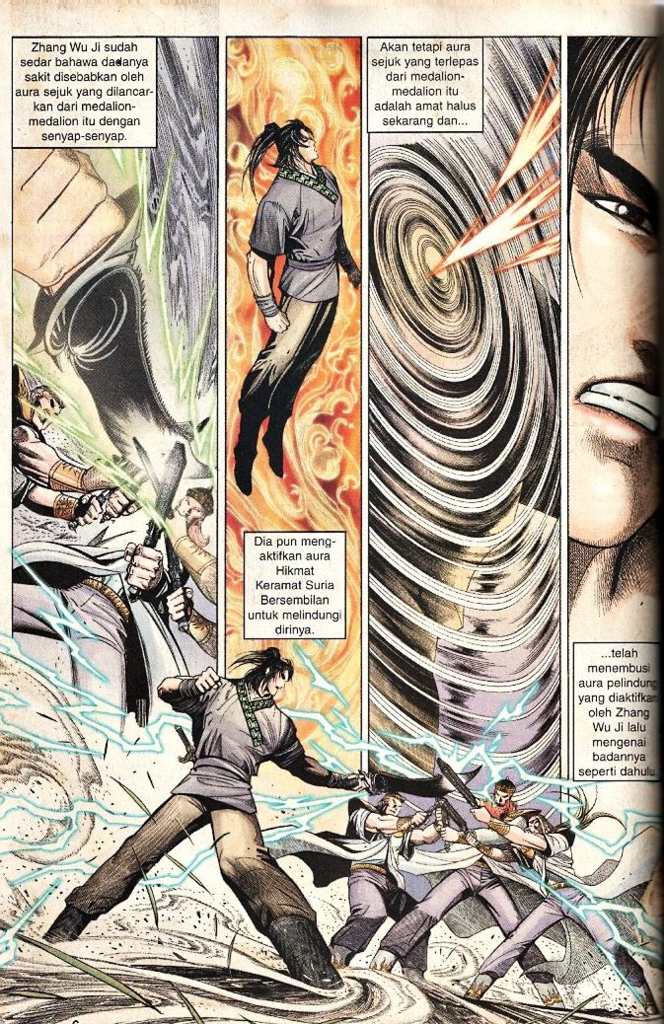 Zhang Wu Ji sudah
sedar bahawa dadanya
sakit disebabkan oleh
aura sejuk yang dilancar-
kan dari medalion-
medalion itu dengan
senyap-senyap.
Dia pun meng-
aktifkan aura
Hikmat
Keramat Suria
Bersembilan
untuk melindungi
dirinya.
Akan tetapi aura
sejuk yang terlepas
dari medalion-
medalion itu
adalah amat halus
sekarang dan...
...telah
menembusi
aura pelindung
yang diaktifkan
oleh Zhang
Wu Ji lalu
mengenai
badannya
seperti dahulu.